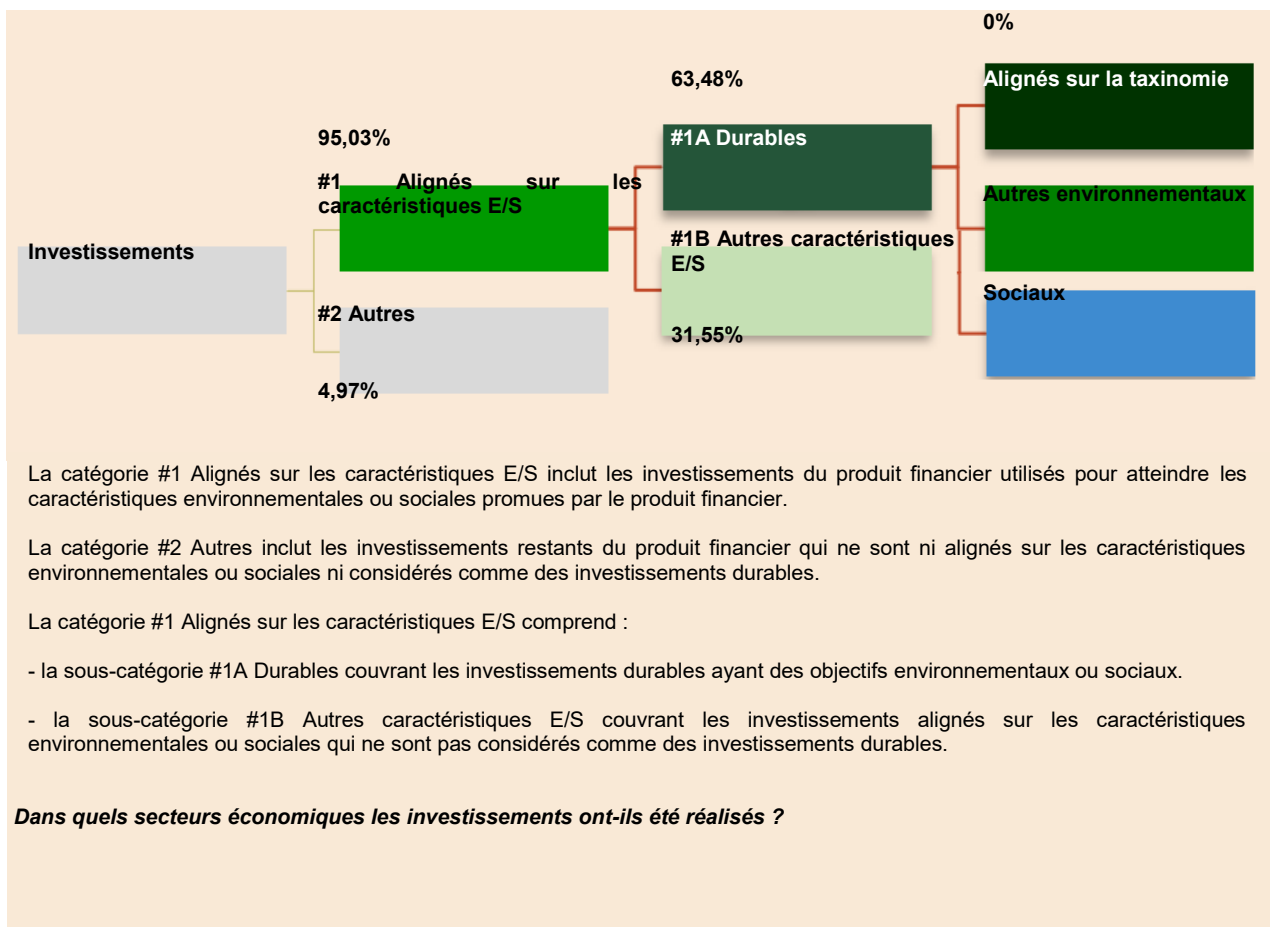 0%
63,48%
Alignés sur la taxinomie
95,03%
#1A Durables
#1 Alignés sur les
caractéristiques E/S
Autres environnementaux
Investissements
#1B Autres caractéristiques
E/S
Sociaux
#2 Autres
31,55%
4,97%
La catégorie #1 Alignés sur les caractéristiques E/S inclut les investissements du produit financier utilisés pour atteindre les
caractéristiques environnementales ou sociales promues par le produit financier.
La catégorie #2 Autres inclut les investissements restants du produit financier qui ne sont ni alignés sur les caractéristiques
environnementales ou sociales ni considérés comme des investissements durables.
La catégorie #1 Alignés sur les caractéristiques E/S comprend :
- la sous-catégorie #1A Durables couvrant les investissements durables ayant des objectifs environnementaux ou sociaux.
- la sous-catégorie #1B Autres caractéristiques E/S couvrant les investissements alignés sur les caractéristiques
environnementales ou sociales qui ne sont pas considérés comme des investissements durables.
Dans quels secteurs économiques les investissements ont-ils été réalisés ?